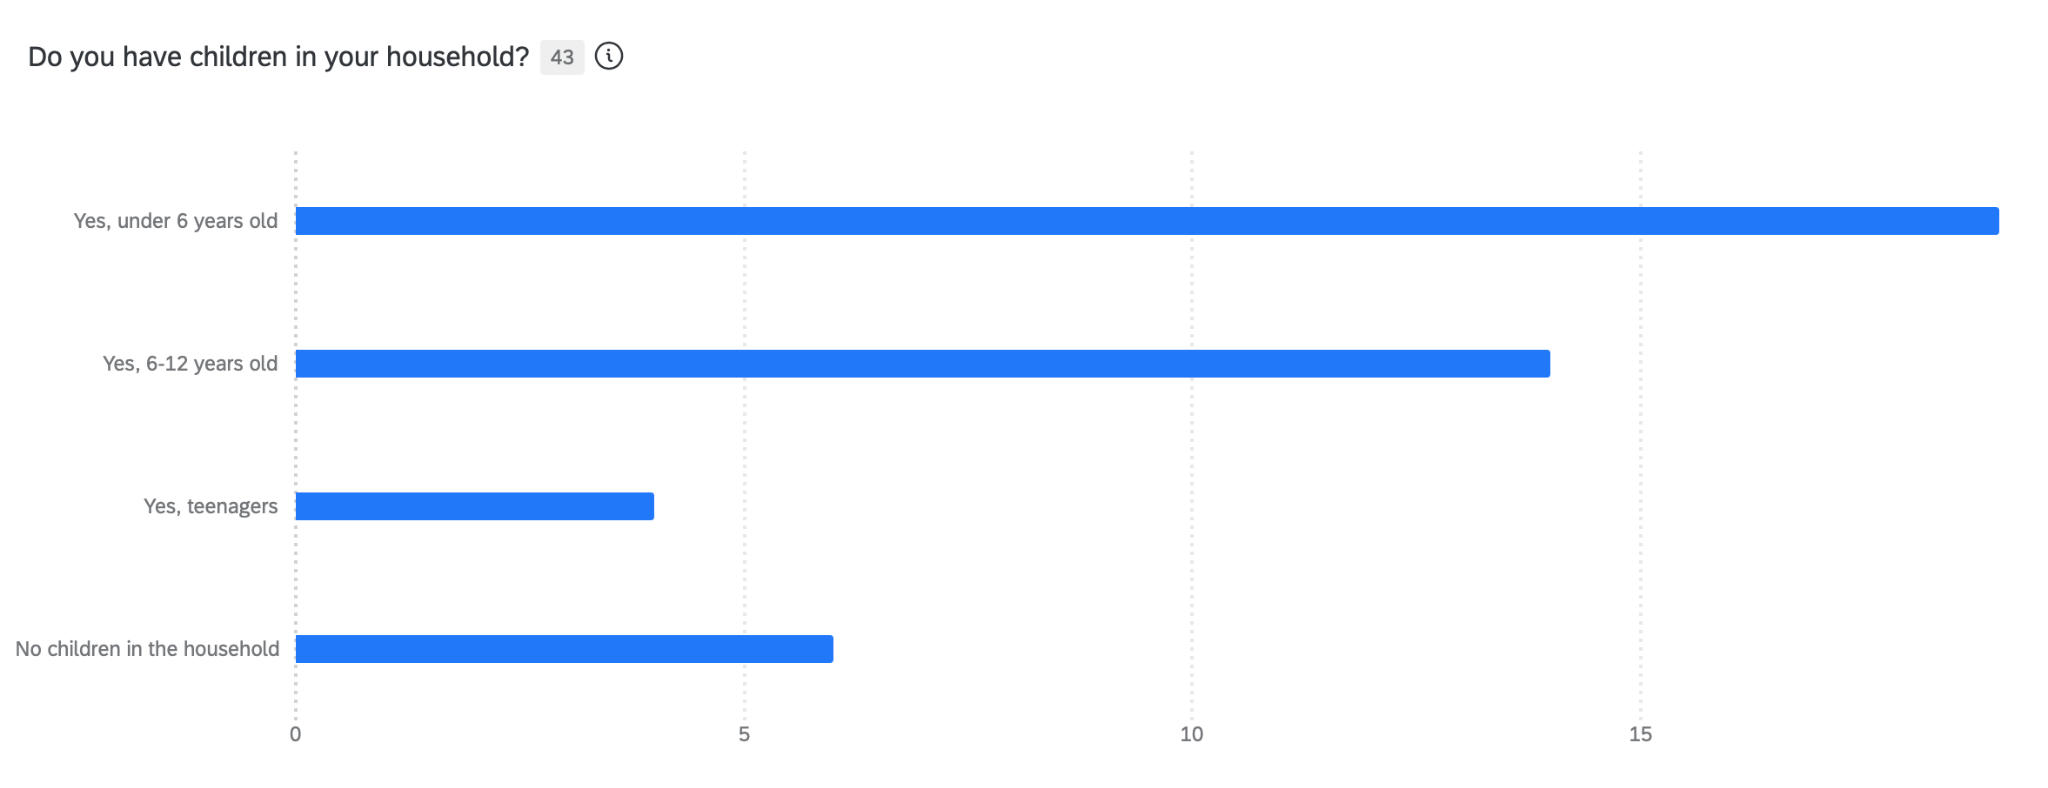 Do you have children in your household? 43
Yes, under 6 years old
Yes, 6-12 years old
Yes, teenagers
No children in the household
0 5 10 15